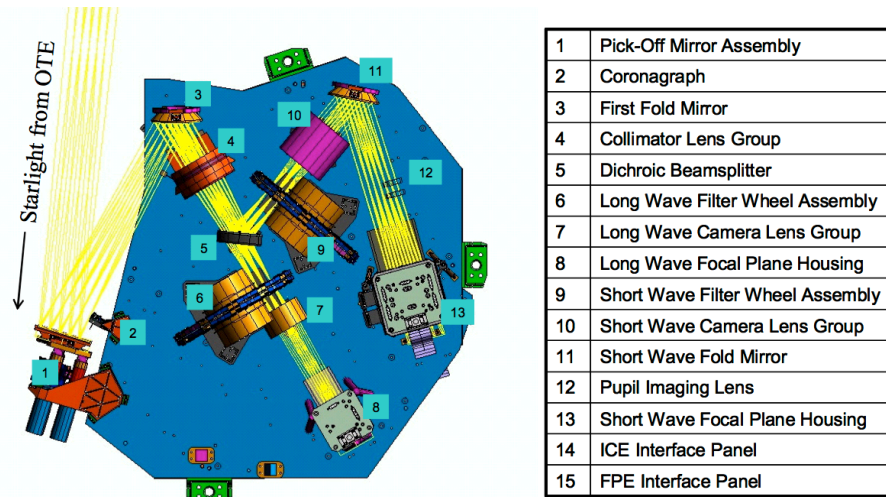 Starlight from OTE
1
2
3
4
5
6
7
8
9
10
11
12
13
1 Pick-Off Mirror Assembly
2 Coronagraph
3 First Fold Mirror
4 Collimator Lens Group
5 Dichroic Beamsplitter
6 Long Wave Filter Wheel Assembly
7 Long Wave Camera Lens Group
8 Long Wave Focal Plane Housing
9 Short Wave Filter Wheel Assembly
10 Short Wave Camera Lens Group
11 Short Wave Fold Mirror
12 Pupil Imaging Lens
13 Short Wave Focal Plane Housing
14 ICE Interface Panel
15 FPE Interface Panel